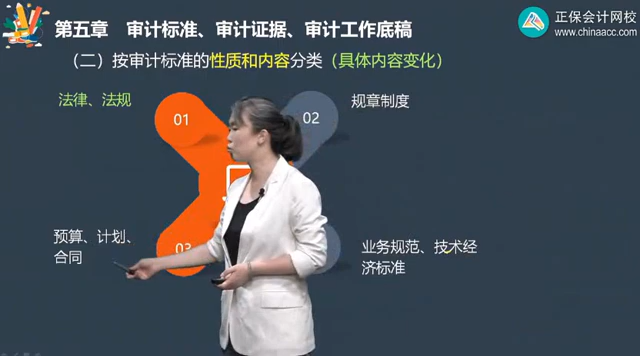 正保会计网校
www.chinaacc.com
第五章 审计标准、审计证据、审计工作底稿
（二）按审计标准的性质和内容分类（具体内容变化）
法律、法规
01
02
规章制度
预算、计划、
合同
03
业务规范、技术经
济标准